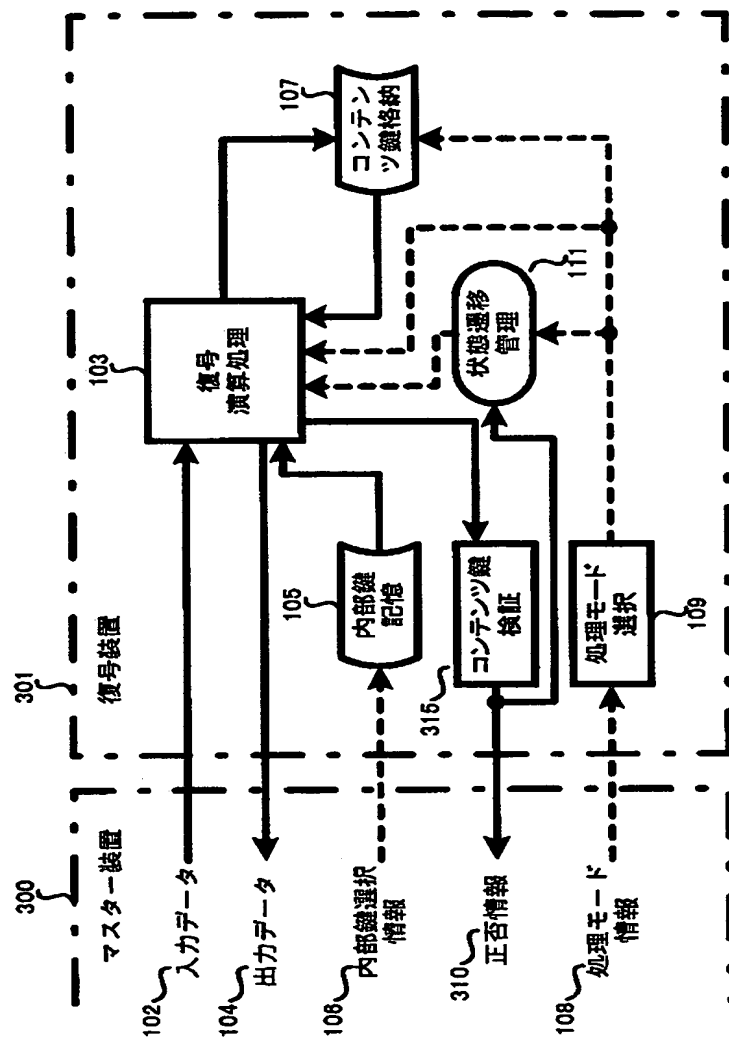 300
マスター装置
102
入力データ
104
出力データ
106
内部鍵選択
情報
310
正否情報
108
処理モード
情報
301
復号装置
103
復号
演算処理
107
コンテン
ツ鍵格納
105
内部鍵
記憶
111
状態遷移
管理
315
コンテンツ鍵
検証
処理モード
選択
109